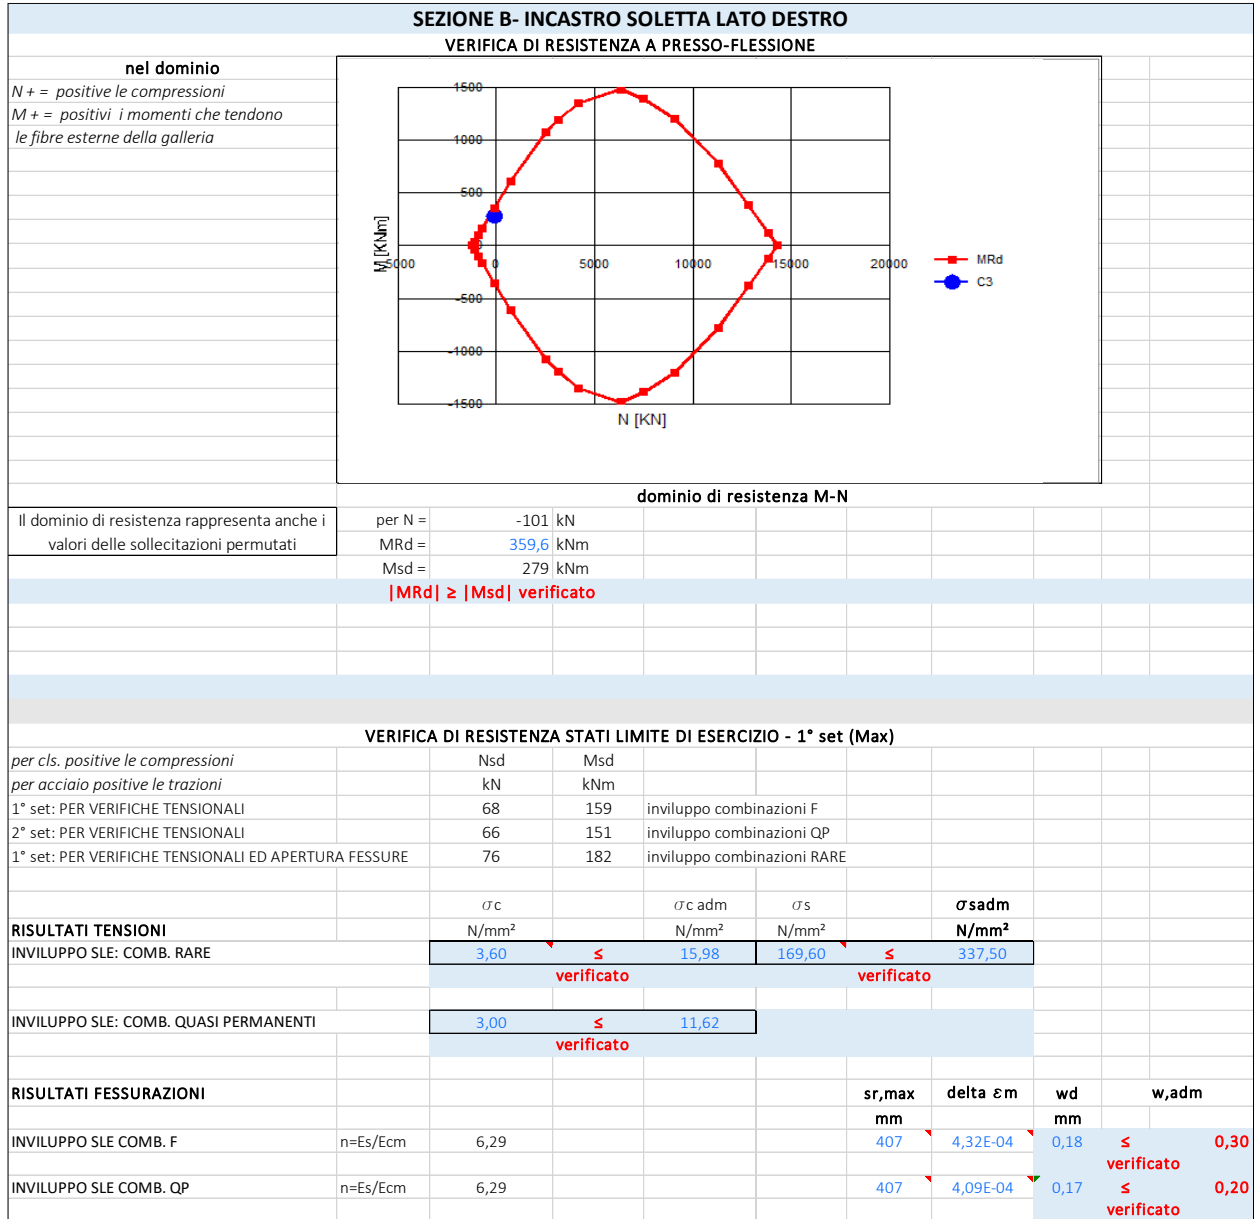 SEZIONE B- INCASTRO SOLETTA LATO DESTRO
VERIFICA DI RESISTENZA A PRESSO-FLESSIONE
nel dominio
N + = positive le compressioni
M + = positivi i momenti che tendono
le fibre esterne della galleria
1500
1000
500
0
-500
-1000
-1500
M [KNm]
-5000 0 5000 10000 15000 20000
N [KN]
MRd
C3
dominio di resistenza M-N
Il dominio di resistenza rappresenta anche i
valori delle sollecitazioni permutati
per N = -101 kN
MRd = 359,6 kNm
Msd = 279 kNm
|MRd| ≥ |Msd| verificato
VERIFICA DI RESISTENZA STATI LIMITE DI ESERCIZIO - 1° set (Max)
per cls. positive le compressioni Nsd Msd
per acciaio positive le trazioni kN kNm
1° set: PER VERIFICHE TENSIONALI 68 159 inviluppo combinazioni F
2° set: PER VERIFICHE TENSIONALI 66 151 inviluppo combinazioni QP
1° set: PER VERIFICHE TENSIONALI ED APERTURA FESSURE 76 182 inviluppo combinazioni RARE
σc σc adm σs σsadm
RISULTATI TENSIONI N/mm² N/mm² N/mm² N/mm²
INVILUPPO SLE: COMB. RARE 3,60 ≤ 15,98 169,60 ≤ 337,50
verificato verificato
INVILUPPO SLE: COMB. QUASI PERMANENTI 3,00 ≤ 11,62
verificato
RISULTATI FESSURAZIONI sr,max delta εm wd w,adm
mm mm
INVILUPPO SLE COMB. F n=Es/Ecm 6,29 407 4,32E-04 0,18 ≤ 0,30
verificato
INVILUPPO SLE COMB. QP n=Es/Ecm 6,29 407 4,09E-04 0,17 ≤ 0,20
verificato